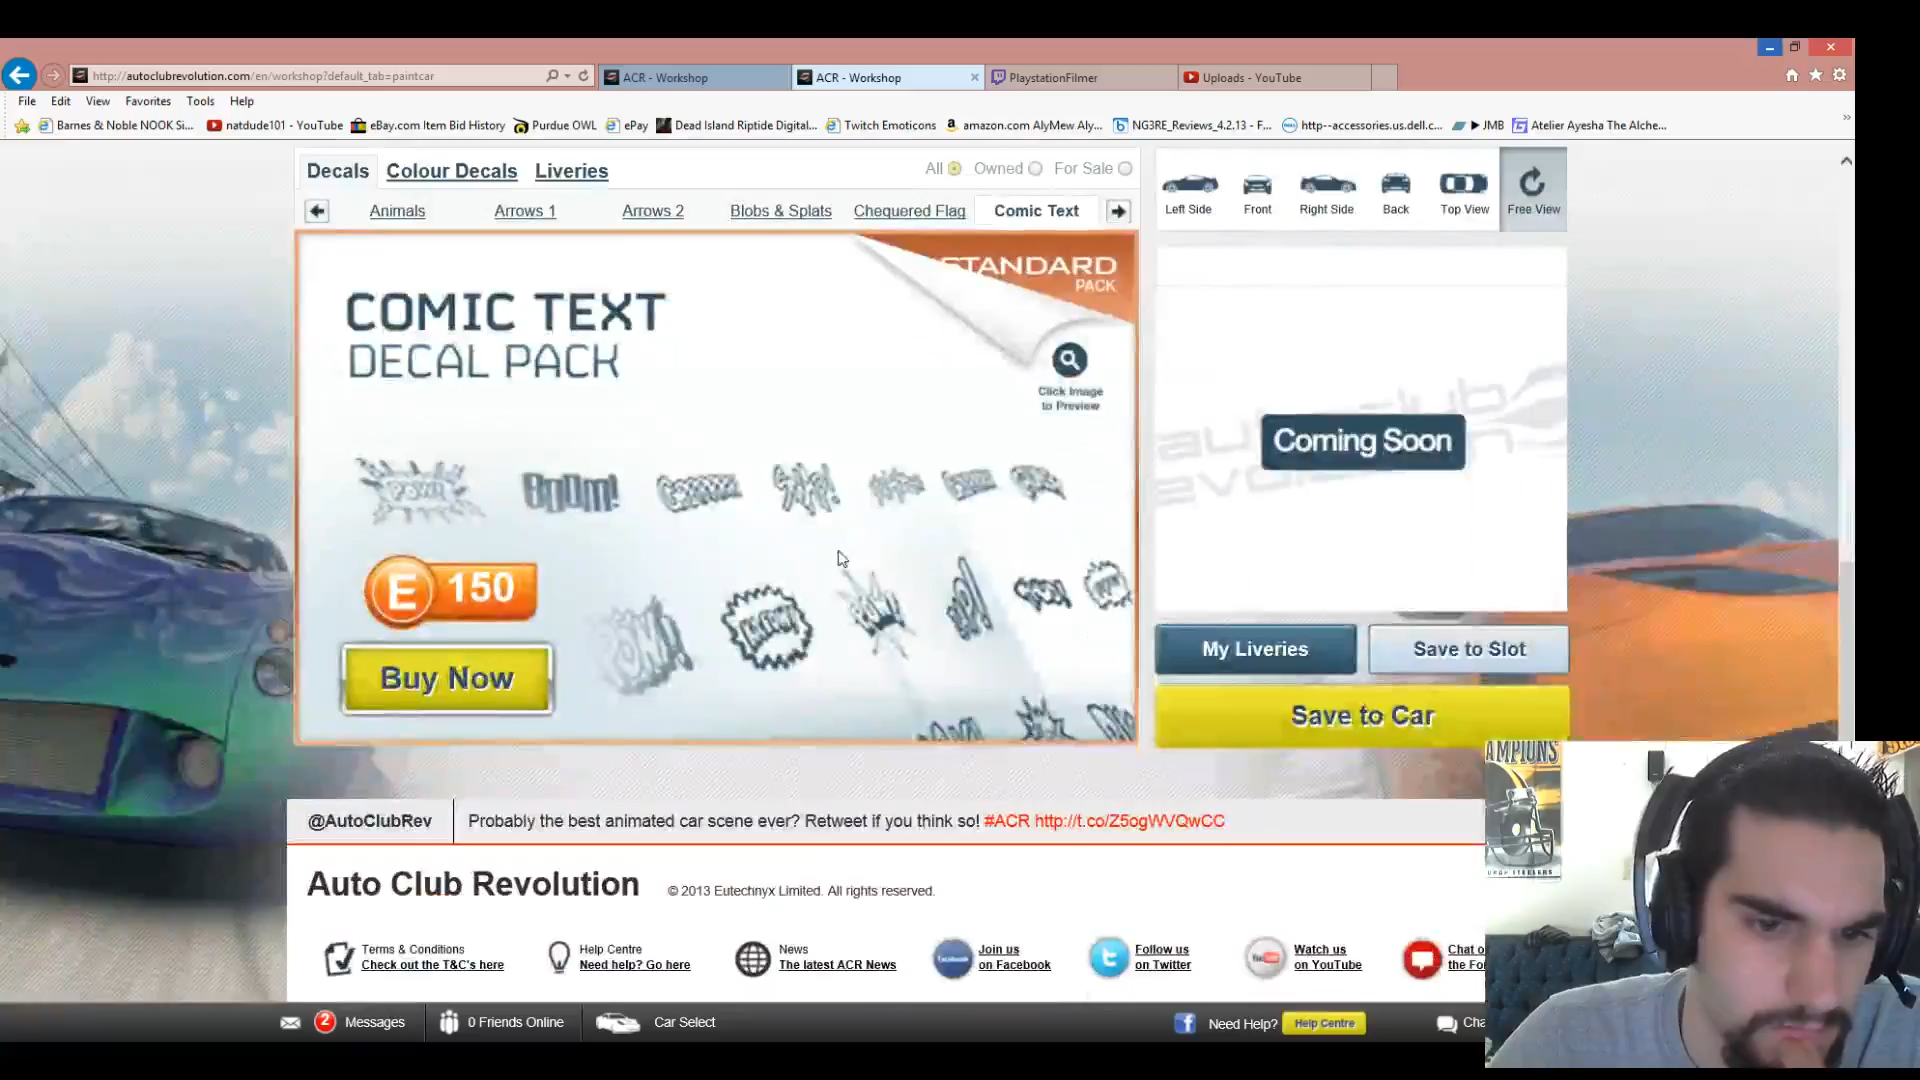 http://autoclubrevolution.com/en/workshop?default_tab=paintcar
ACR - Workshop
ACR - Workshop
PlaystationFilmer
Uploads - YouTube
File Edit View Favorites Tools Help
Barnes & Noble NOOK Si...
natdude101 - YouTube
eBay.com Item Bid History
Purdue OWL
ePay
Dead Island Riptide Digital...
Twitch Emoticons
amazon.com AlyMew Aly...
NG3RE_Reviews_4.2.13 - F...
http--accessories.us.dell.c...
JMB
Atelier Ayesha The Alche...
Decals Colour Decals Liveries
All Owned For Sale
Left Side Front Right Side Back Top View Free View
Animals Arrows 1 Arrows 2 Blobs & Splats Chequered Flag Comic Text
STANDARD
PACK
COMIC TEXT
DECAL PACK
Click Image
to Preview
Coming Soon
BOOM!
E 150
Buy Now
My Liveries
Save to Slot
Save to Car
AMPIONS
@AutoClubRev
Probably the best animated car scene ever? Retweet if you think so! #ACR http://t.co/Z5ogWVQwCC
Auto Club Revolution
© 2013 Eutechnyx Limited. All rights reserved.
Terms & Conditions
Check out the T&C's here
Help Centre
Need help? Go here
News
The latest ACR News
Join us
on Facebook
Follow us
on Twitter
Watch us
on YouTube
Chat o
the Fo
2 Messages
0 Friends Online
Car Select
Need Help? Help Centre
Cha